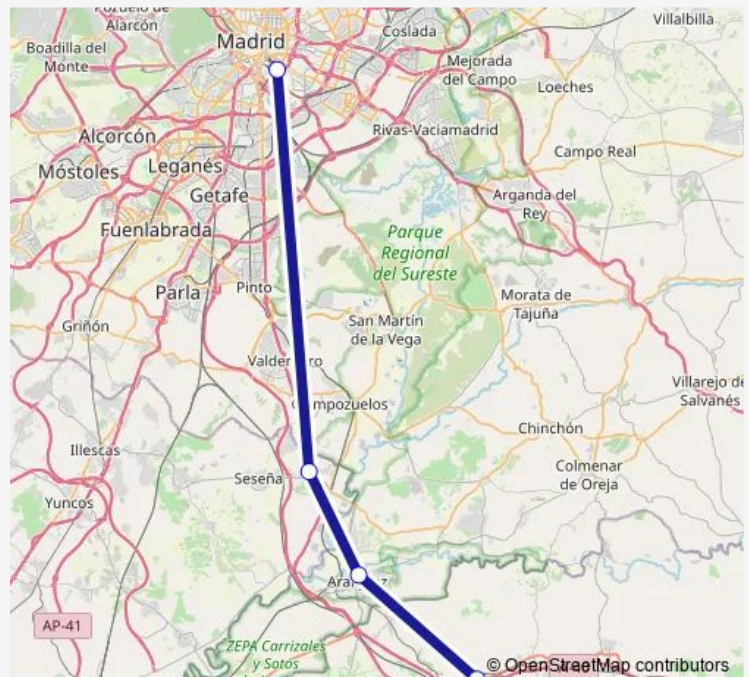 Alarcón
Villalbilla
Madrid
Coslada
Boadilla del
Monte
Mejorada
del Campo
Loeches
Rivas-Vaciamadrid
Alcorcón
Campo Real
Móstoles
Leganés
Getafe
Arganda del
Rey
Fuenlabrada
Parque
Regional
del Sureste
Parla
Pinto
Morata de
Tajuña
Griñón
San Martín
de la Vega
Villarejo de
Salvanés
Chinchón
Illescas
Colmenar
de Oreja
Seseña
Yuncos
AP-41
ZEPA Carrizales
y Sotos
© OpenStreetMap contributors